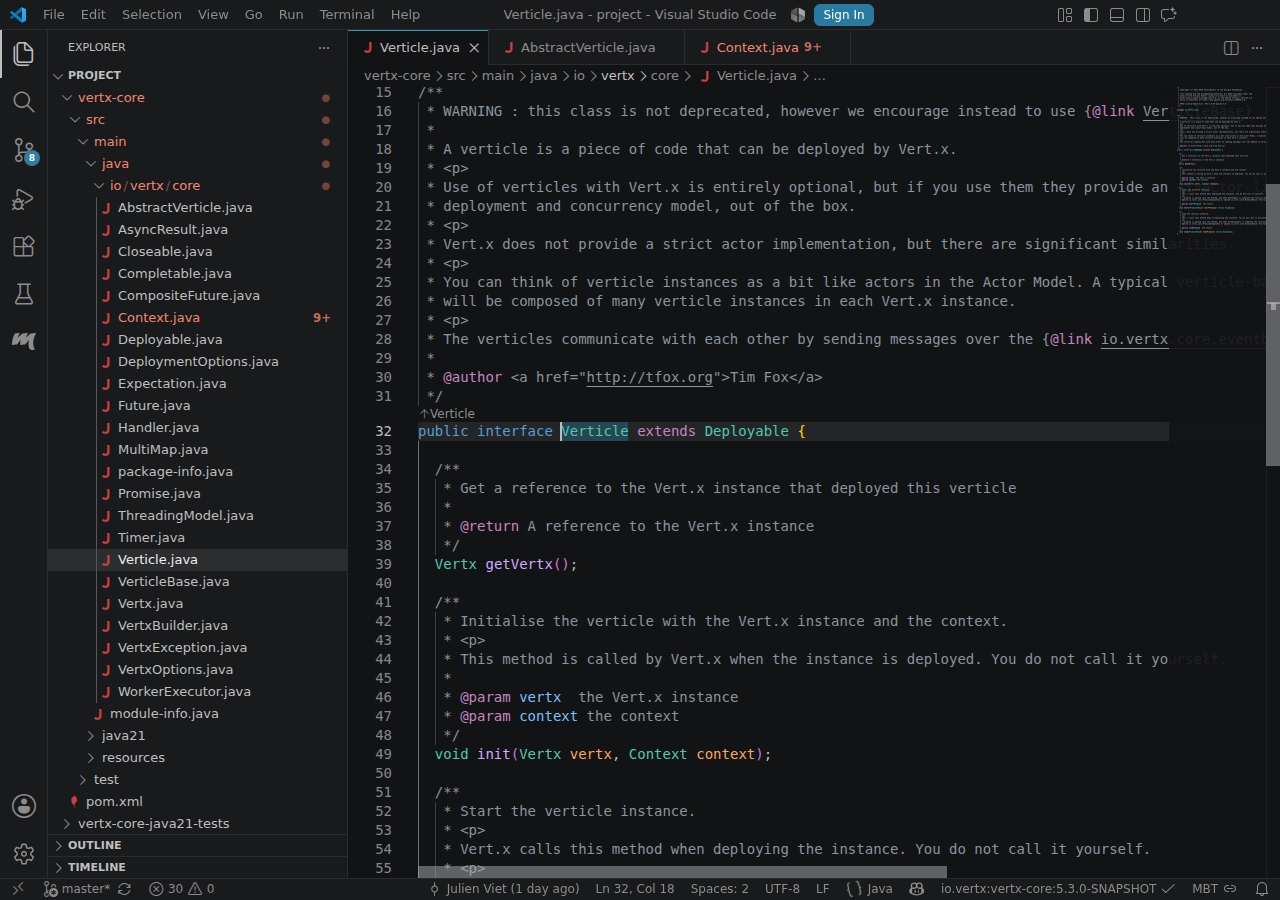 File Edit Selection View Go Run Terminal Help
Verticle.java - project - Visual Studio Code
Sign In
EXPLORER
PROJECT
vertx-core
src
main
java
io/vertx/core
AbstractVerticle.java
AsyncResult.java
Closeable.java
Completable.java
CompositeFuture.java
Context.java 9+
Deployable.java
DeploymentOptions.java
Expectation.java
Future.java
Handler.java
MultiMap.java
package-info.java
Promise.java
ThreadingModel.java
Timer.java
Verticle.java
VerticleBase.java
Vertx.java
VertxBuilder.java
VertxException.java
VertxOptions.java
WorkerExecutor.java
module-info.java
java21
resources
test
pom.xml
vertx-core-java21-tests
OUTLINE
TIMELINE
8
Verticle.java
AbstractVerticle.java
Context.java 9+
vertx-core > src > main > java > io > vertx > core > Verticle.java > ...
15 /**
16  * WARNING : this class is not deprecated, however we encourage instead to use {@link VerticleBase}
17  *
18  * A verticle is a piece of code that can be deployed by Vert.x.
19  * <p>
20  * Use of verticles with Vert.x is entirely optional, but if you use them they provide an actor-l
21  * deployment and concurrency model, out of the box.
22  * <p>
23  * Vert.x does not provide a strict actor implementation, but there are significant similarities.
24  * <p>
25  * You can think of verticle instances as a bit like actors in the Actor Model. A typical verticle-ba
26  * will be composed of many verticle instances in each Vert.x instance.
27  * <p>
28  * The verticles communicate with each other by sending messages over the {@link io.vertx.core.eventb
29  *
30  * @author <a href="http://tfox.org">Tim Fox</a>
31  */
↑Verticle
32 public interface Verticle extends Deployable {
33
34   /**
35    * Get a reference to the Vert.x instance that deployed this verticle
36    *
37    * @return A reference to the Vert.x instance
38    */
39   Vertx getVertx();
40
41   /**
42    * Initialise the verticle with the Vert.x instance and the context.
43    * <p>
44    * This method is called by Vert.x when the instance is deployed. You do not call it yourself.
45    *
46    * @param vertx  the Vert.x instance
47    * @param context the context
48    */
49   void init(Vertx vertx, Context context);
50
51   /**
52    * Start the verticle instance.
53    * <p>
54    * Vert.x calls this method when deploying the instance. You do not call it yourself.
55    * <p>
master* 30 0 Julien Viet (1 day ago) Ln 32, Col 18 Spaces: 2 UTF-8 LF Java io.vertx:vertx-core:5.3.0-SNAPSHOT MBT